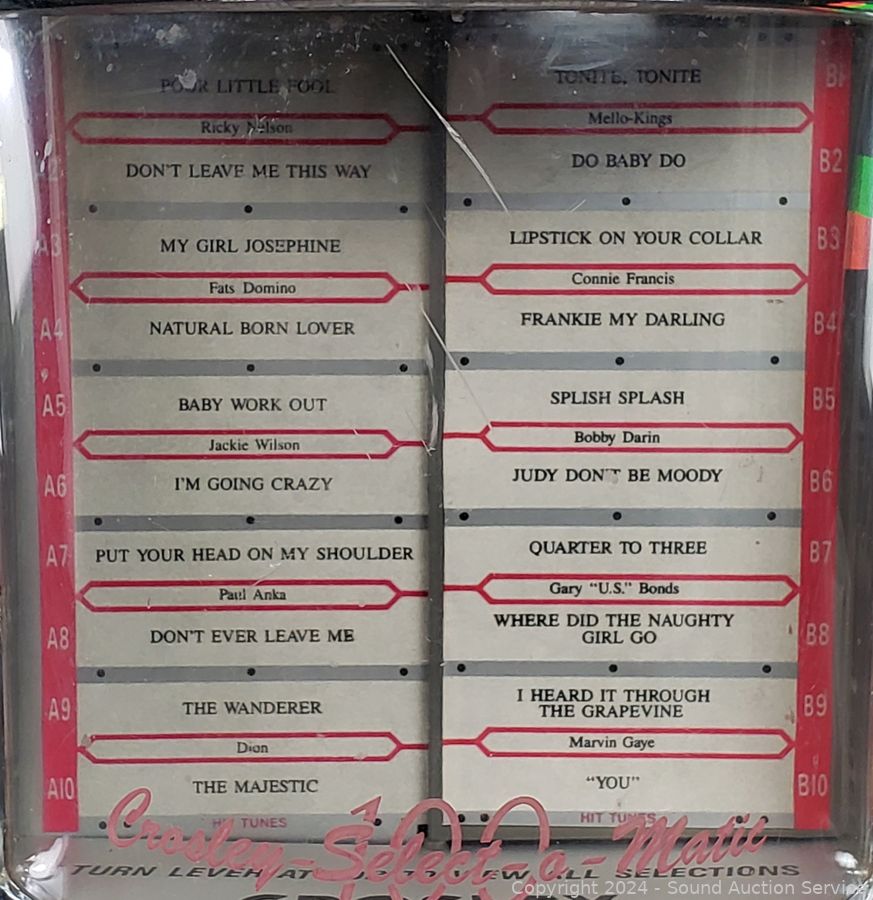 POOR LITTLE FOOL
Ricky Nelson
DON'T LEAVE ME THIS WAY
A3 MY GIRL JOSEPHINE
Fats Domino
A4 NATURAL BORN LOVER
A5 BABY WORK OUT
Jackie Wilson
A6 I'M GOING CRAZY
A7 PUT YOUR HEAD ON MY SHOULDER
Paul Anka
A8 DON'T EVER LEAVE ME
A9 THE WANDERER
Dion
A10 THE MAJESTIC
HIT TUNES
TONITE, TONITE B1
Mello-Kings
DO BABY DO B2
LIPSTICK ON YOUR COLLAR B3
Connie Francis
FRANKIE MY DARLING B4
SPLISH SPLASH B5
Bobby Darin
JUDY DON'T BE MOODY B6
QUARTER TO THREE B7
Gary "U.S." Bonds
WHERE DID THE NAUGHTY
GIRL GO B8
I HEARD IT THROUGH
THE GRAPEVINE B9
Marvin Gaye
"YOU" B10
HIT TUNES
Crosley-Select-o-Matic
TURN LEVER AT VIEW ALL SELECTIONS
Copyright 2024 - Sound Auction Service